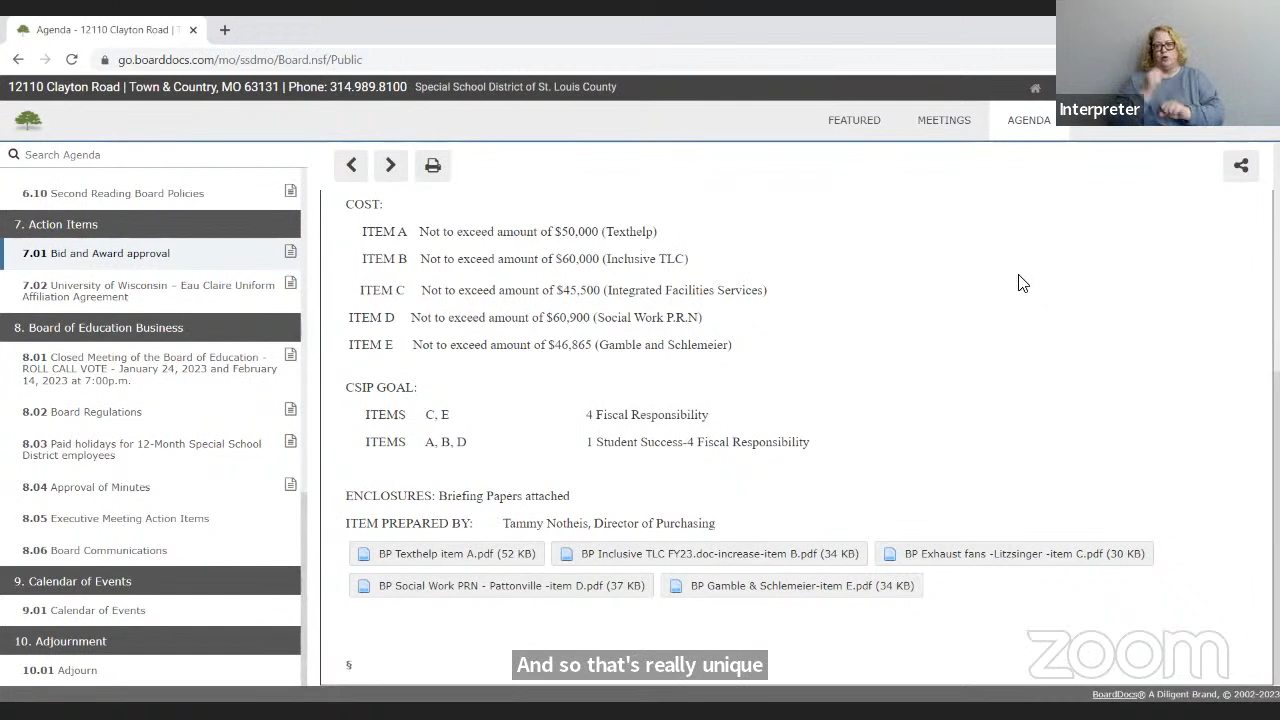 Agenda - 12110 Clayton Road | T
go.boarddocs.com/mo/ssdmo/Board.nsf/Public
12110 Clayton Road | Town & Country, MO 63131 | Phone: 314.989.8100 Special School District of St. Louis County
Interpreter
FEATURED MEETINGS AGENDA
Search Agenda
6.10 Second Reading Board Policies
7. Action Items
7.01 Bid and Award approval
7.02 University of Wisconsin – Eau Claire Uniform
Affiliation Agreement
8. Board of Education Business
8.01 Closed Meeting of the Board of Education -
ROLL CALL VOTE - January 24, 2023 and February
14, 2023 at 7:00p.m.
8.02 Board Regulations
8.03 Paid holidays for 12-Month Special School
District employees
8.04 Approval of Minutes
8.05 Executive Meeting Action Items
8.06 Board Communications
9. Calendar of Events
9.01 Calendar of Events
10. Adjournment
10.01 Adjourn
COST:
ITEM A Not to exceed amount of $50,000 (Texthelp)
ITEM B Not to exceed amount of $60,000 (Inclusive TLC)
ITEM C Not to exceed amount of $45,500 (Integrated Facilities Services)
ITEM D Not to exceed amount of $60,900 (Social Work P.R.N)
ITEM E Not to exceed amount of $46,865 (Gamble and Schlemeier)
CSIP GOAL:
ITEMS C, E 4 Fiscal Responsibility
ITEMS A, B, D 1 Student Success-4 Fiscal Responsibility
ENCLOSURES: Briefing Papers attached
ITEM PREPARED BY: Tammy Notheis, Director of Purchasing
BP Texthelp item A.pdf (52 KB) BP Inclusive TLC FY23.doc-increase-item B.pdf (34 KB) BP Exhaust fans -Litzsinger -item C.pdf (30 KB)
BP Social Work PRN - Pattonville -item D.pdf (37 KB) BP Gamble & Schlemeier-item E.pdf (34 KB)
§
And so that's really unique
zoom
BoardDocs® A Diligent Brand, © 2002-2023